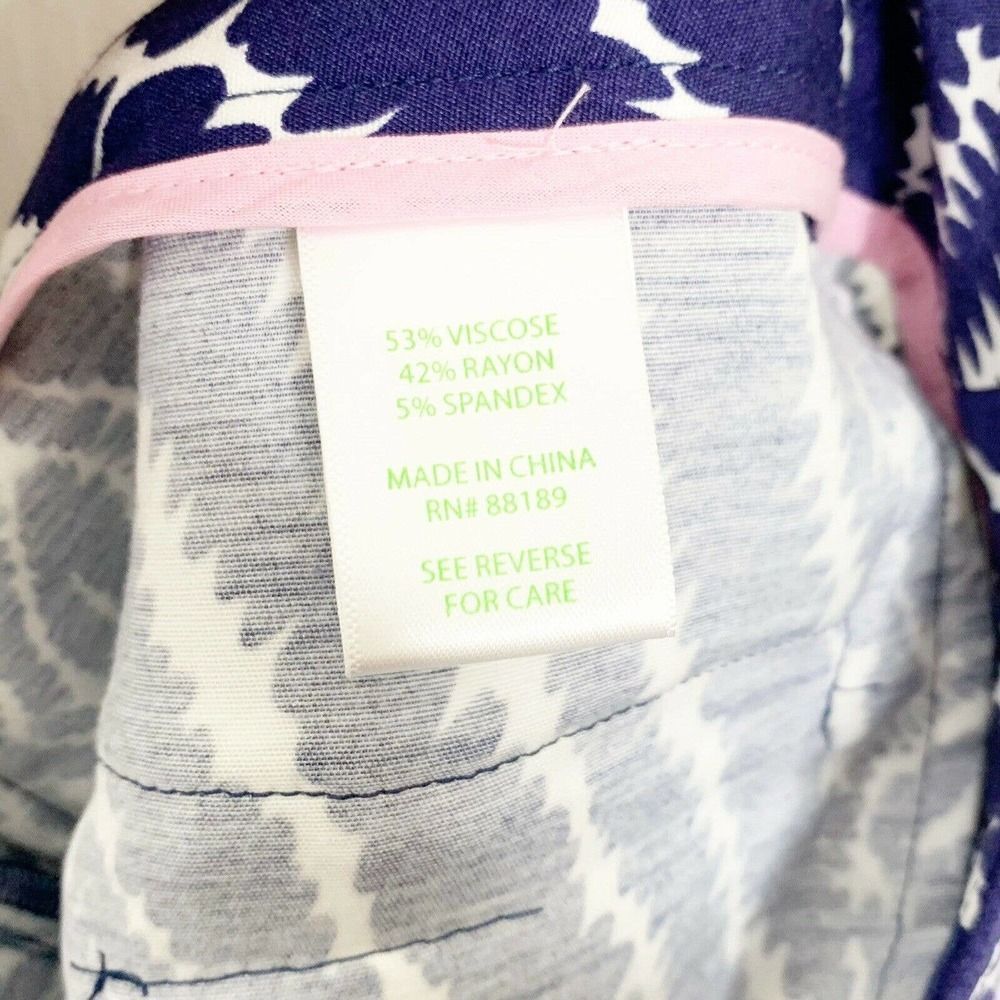 53% VISCOSE
42% RAYON
5% SPANDEX
MADE IN CHINA
RN# 88189
SEE REVERSE
FOR CARE